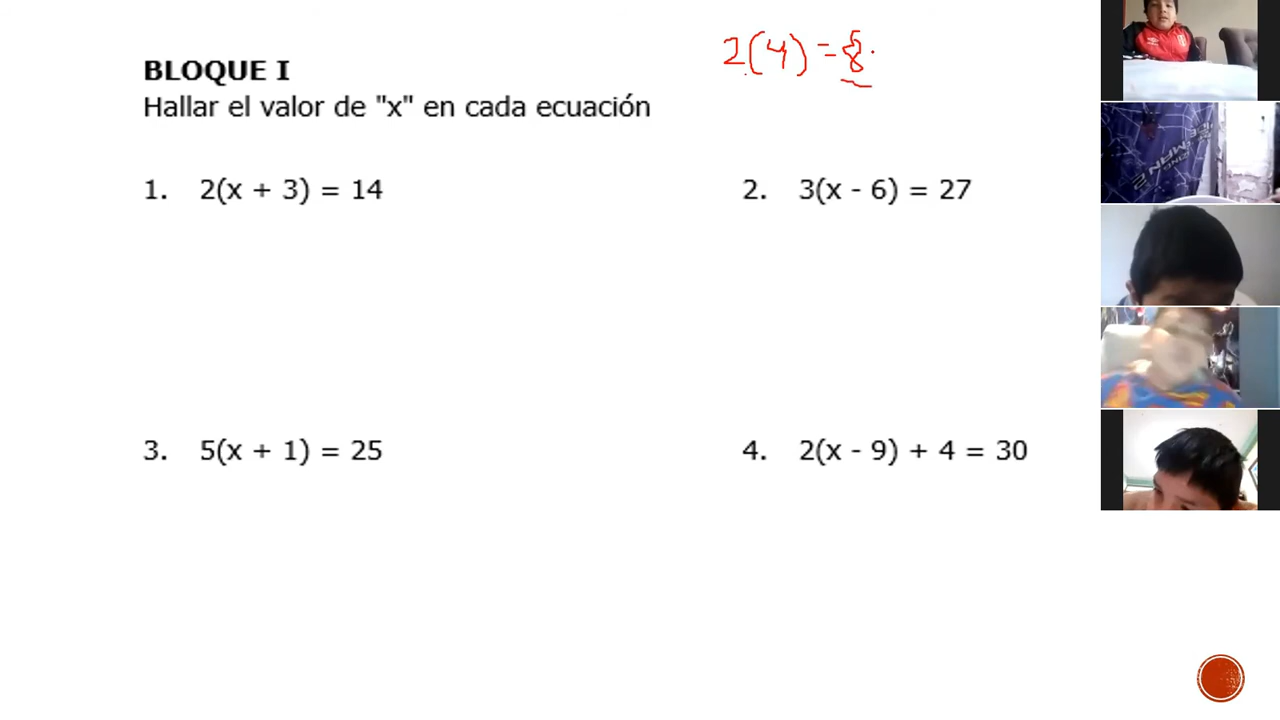 2(4) = 8
BLOQUE I
Hallar el valor de "x" en cada ecuación
1. 2(x + 3) = 14
2. 3(x - 6) = 27
3. 5(x + 1) = 25
4. 2(x - 9) + 4 = 30